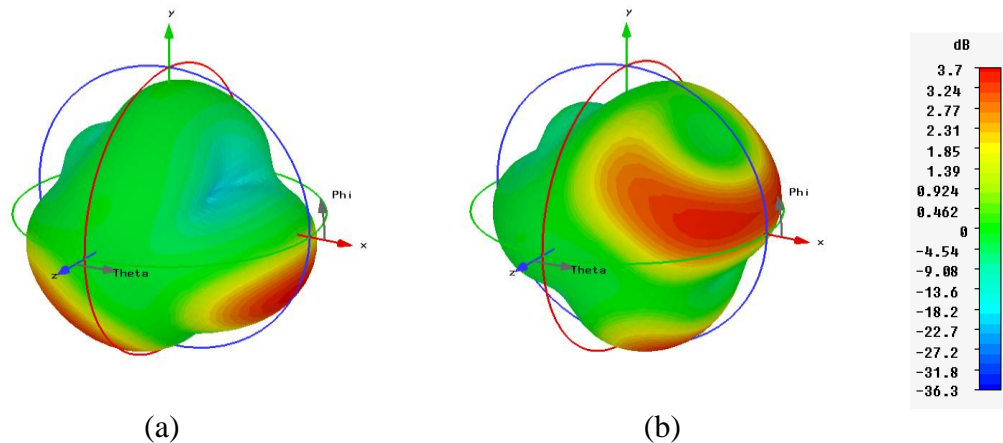 y
Phi
x
z
Theta
(a)
y
Phi
x
z
Theta
(b)
dB
3.7
3.24
2.77
2.31
1.85
1.39
0.924
0.462
0
-4.54
-9.08
-13.6
-18.2
-22.7
-27.2
-31.8
-36.3